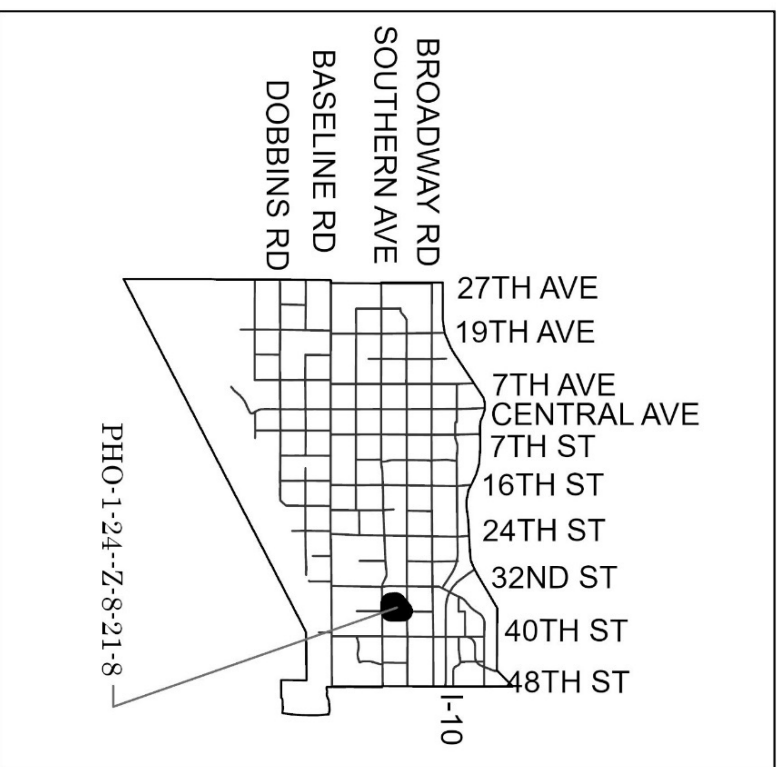 BROADWAY RD
SOUTHERN AVE
BASELINE RD
DOBBINS RD
27TH AVE
19TH AVE
7TH AVE
CENTRAL AVE
7TH ST
16TH ST
24TH ST
32ND ST
40TH ST
48TH ST
I-10
PHO-1-24--Z-8-21-8